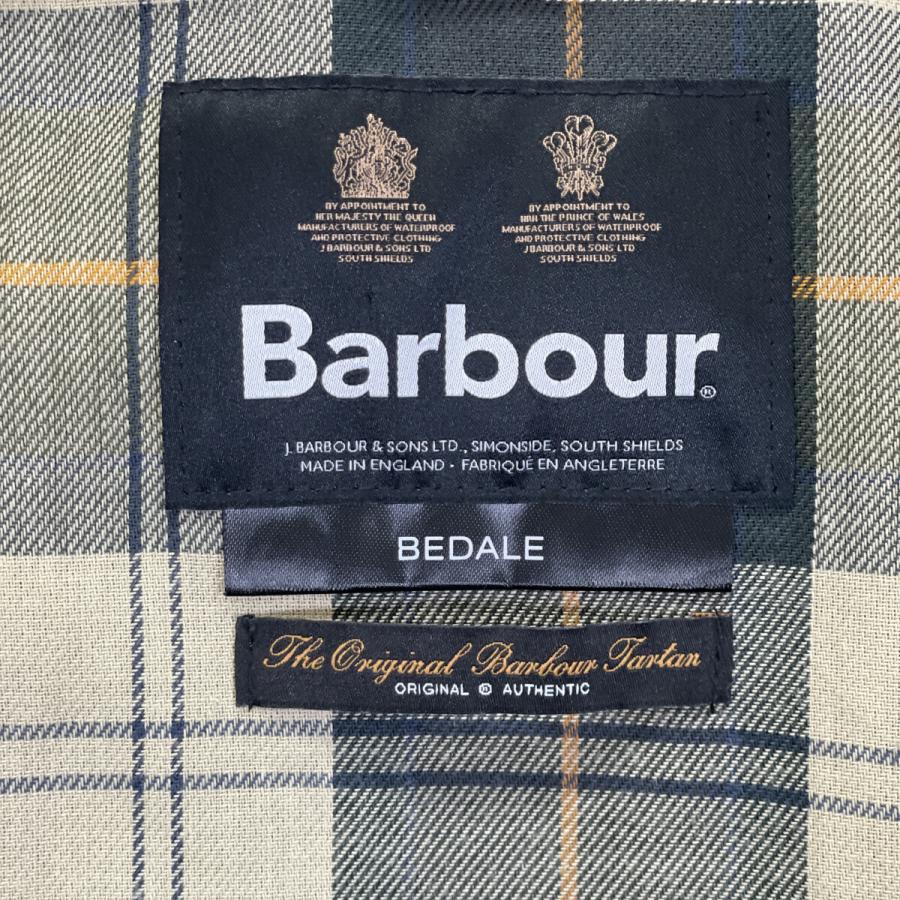 BY APPOINTMENT TO
HER MAJESTY THE QUEEN
MANUFACTURERS OF WATERPROOF
AND PROTECTIVE CLOTHING
J BARBOUR & SONS LTD
SOUTH SHIELDS
BY APPOINTMENT TO
HRH THE PRINCE OF WALES
MANUFACTURERS OF WATERPROOF
AND PROTECTIVE CLOTHING
J BARBOUR & SONS LTD
SOUTH SHIELDS
Barbour®
J. BARBOUR & SONS LTD., SIMONSIDE, SOUTH SHIELDS
MADE IN ENGLAND · FABRIQUÉ EN ANGLETERRE
BEDALE
The Original Barbour Tartan
ORIGINAL ® AUTHENTIC